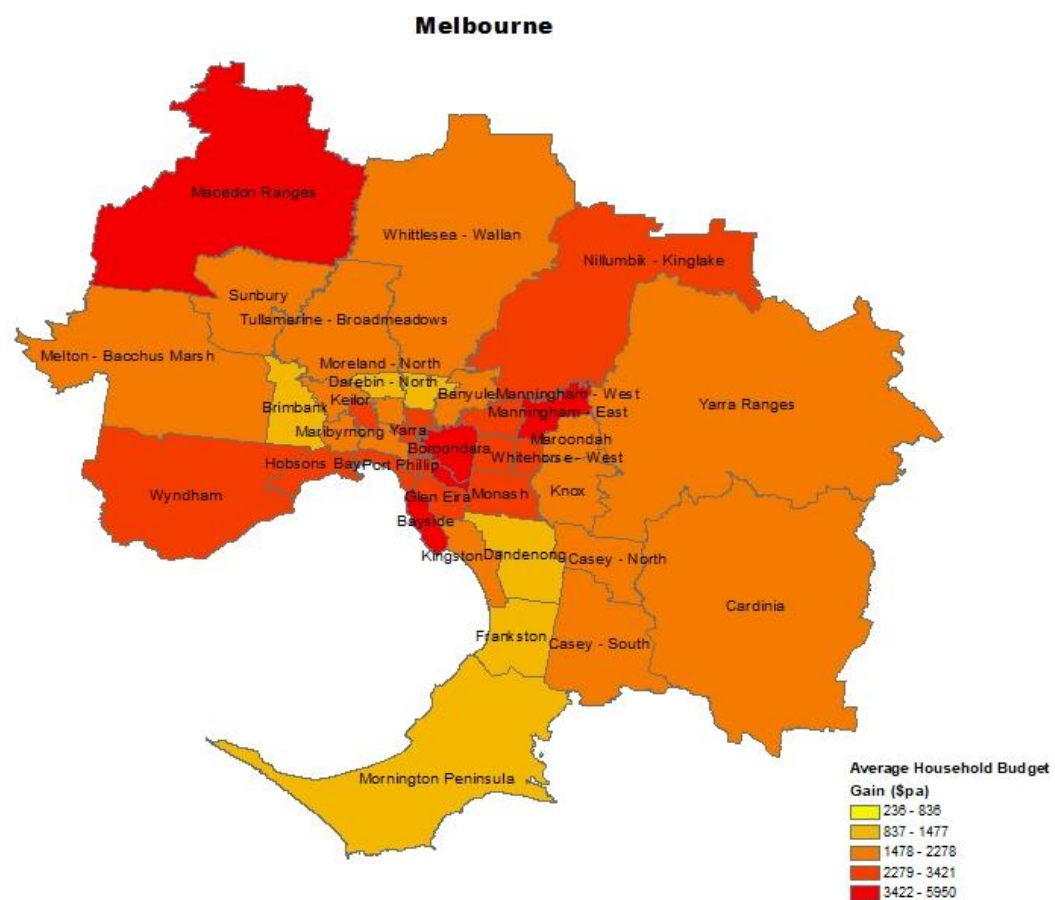 Melbourne
Macedon Ranges
Whittlesea - Wallan
Nillumbik - Kinglake
Sunbury
Tullamarine - Broadmeadows
Melton - Bacchus Marsh
Moreland - North
Darebin - North
Banyule
Manningham - West
Keilor
Brimbank
Manningham - East
Yarra Ranges
Maribyrnong
Yarra
Maroondah
Boroondara
Whitehorse - West
Hobsons Bay
Port Phillip
Wyndham
Glen Eira
Monash
Knox
Bayside
Kingston
Dandenong
Casey - North
Cardinia
Frankston
Casey - South
Mornington Peninsula
Average Household Budget
Gain ($pa)
236 - 836
837 - 1477
1478 - 2278
2279 - 3421
3422 - 5950